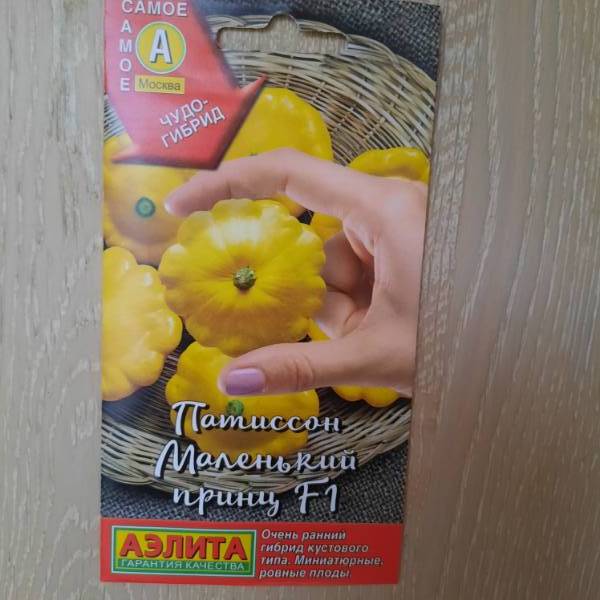 САМОЕ
САМОЕ
А
Москва
ЧУДО-
ГИБРИД
Патиссон
Маленький
принц F1
АЭЛИТА
ГАРАНТИЯ КАЧЕСТВА
Очень ранний
гибрид кустового
типа. Миниатюрные,
ровные плоды.